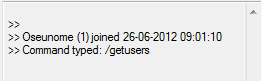 >>
>> Oseunome (1) joined 26-06-2012 09:01:10
>> Command typed: /getusers